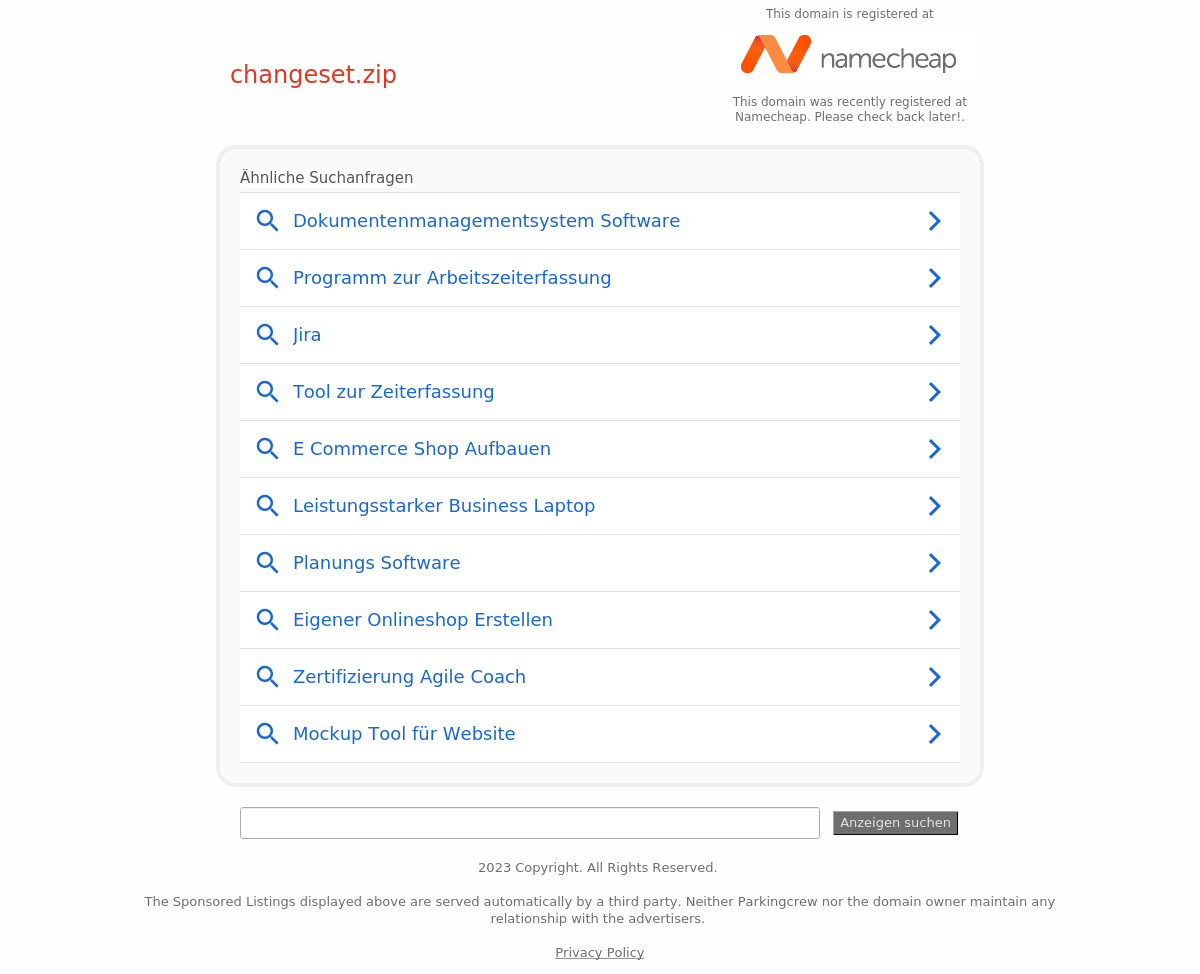 This domain is registered at
namecheap
changeset.zip
This domain was recently registered at
Namecheap. Please check back later!.
Ähnliche Suchanfragen
Dokumentenmanagementsystem Software
Programm zur Arbeitszeiterfassung
Jira
Tool zur Zeiterfassung
E Commerce Shop Aufbauen
Leistungsstarker Business Laptop
Planungs Software
Eigener Onlineshop Erstellen
Zertifizierung Agile Coach
Mockup Tool für Website
Anzeigen suchen
2023 Copyright. All Rights Reserved.
The Sponsored Listings displayed above are served automatically by a third party. Neither Parkingcrew nor the domain owner maintain any
relationship with the advertisers.
Privacy Policy